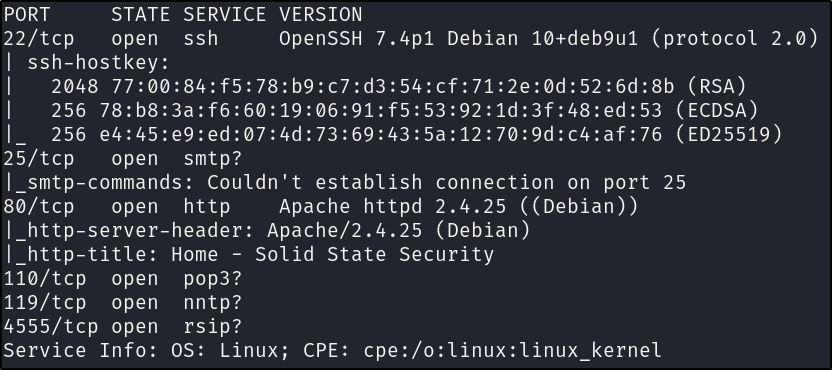 PORT     STATE SERVICE VERSION
22/tcp   open  ssh     OpenSSH 7.4p1 Debian 10+deb9u1 (protocol 2.0)
| ssh-hostkey:
|   2048 77:00:84:f5:78:b9:c7:d3:54:cf:71:2e:0d:52:6d:8b (RSA)
|   256 78:b8:3a:f6:60:19:06:91:f5:53:92:1d:3f:48:ed:53 (ECDSA)
|_  256 e4:45:e9:ed:07:4d:73:69:43:5a:12:70:9d:c4:af:76 (ED25519)
25/tcp   open  smtp?
|_smtp-commands: Couldn't establish connection on port 25
80/tcp   open  http    Apache httpd 2.4.25 ((Debian))
|_http-server-header: Apache/2.4.25 (Debian)
|_http-title: Home - Solid State Security
110/tcp  open  pop3?
119/tcp  open  nntp?
4555/tcp open  rsip?
Service Info: OS: Linux; CPE: cpe:/o:linux:linux_kernel